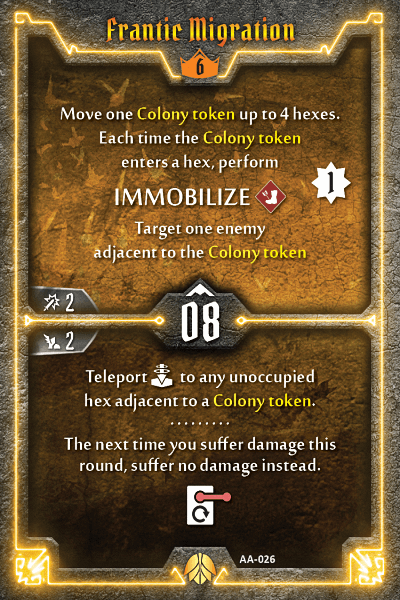 Frantic Migration
6
Move one Colony token up to 4 hexes.
Each time the Colony token
enters a hex, perform
IMMOBILIZE
1
Target one enemy
adjacent to the Colony token
2
08
2
Teleport to any unoccupied
hex adjacent to a Colony token.
The next time you suffer damage this
round, suffer no damage instead.
AA-026